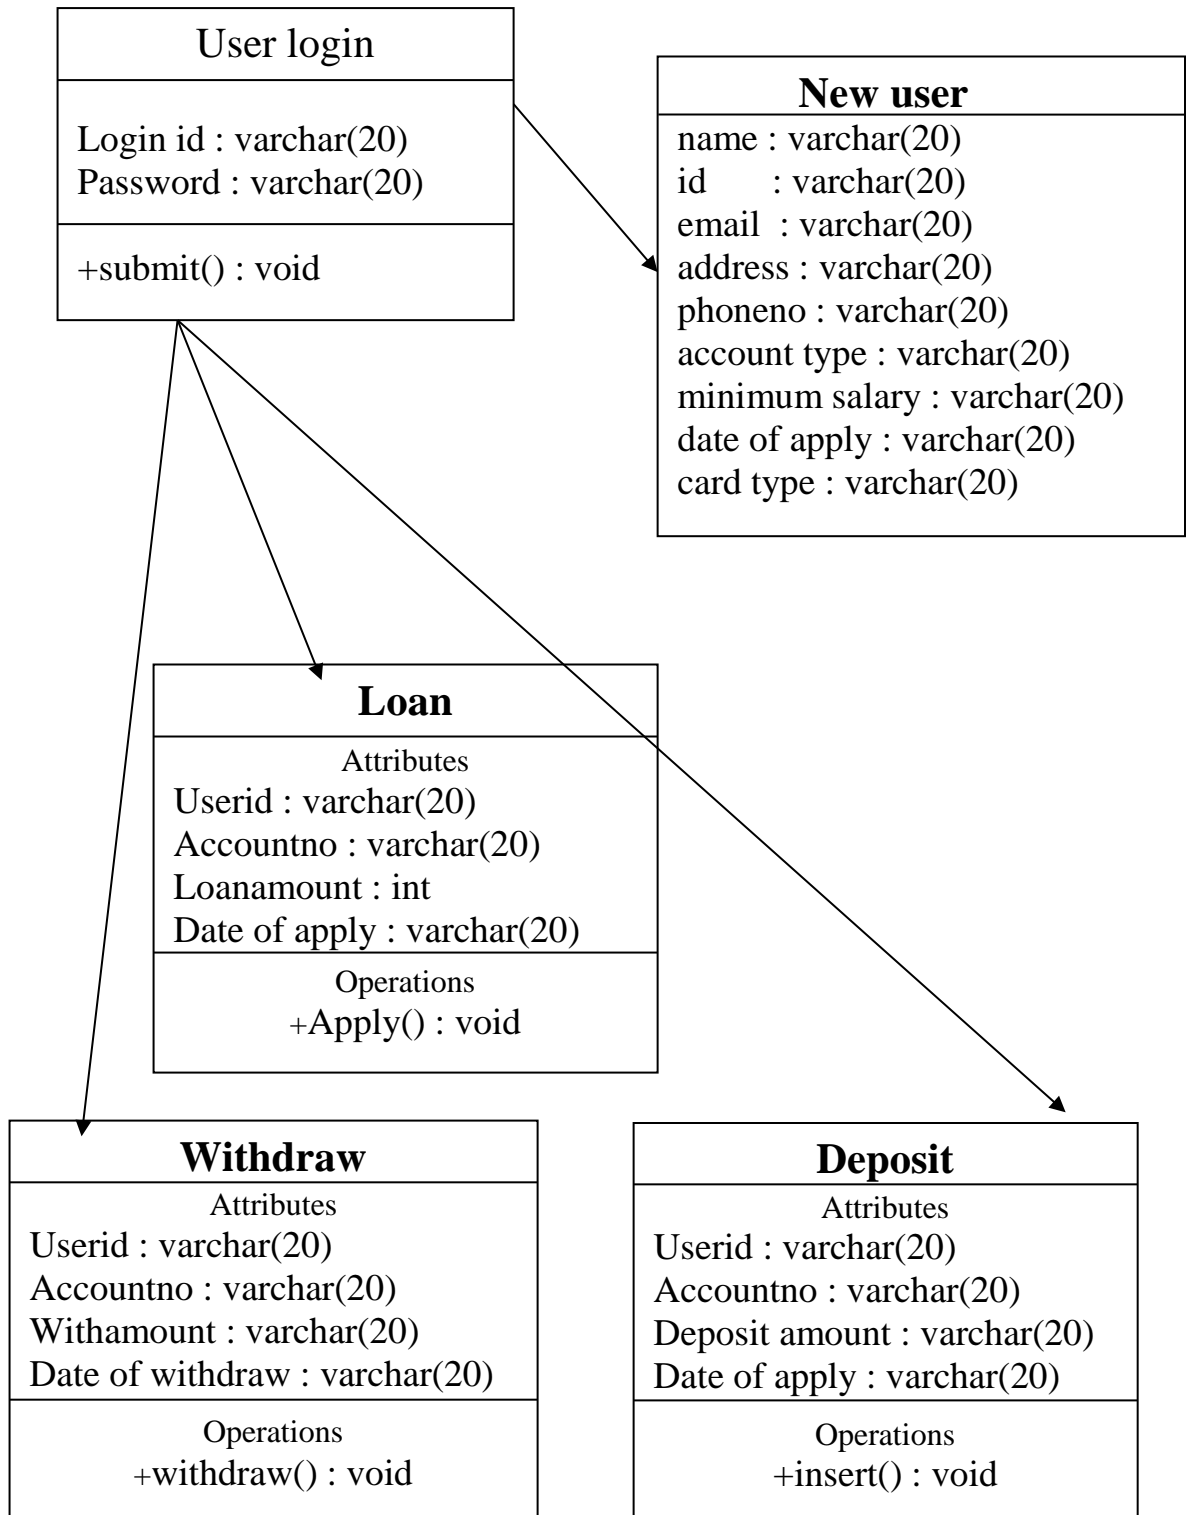 User login
Login id : varchar(20)
Password : varchar(20)
+submit() : void
New user
name : varchar(20)
id : varchar(20)
email : varchar(20)
address : varchar(20)
phoneno : varchar(20)
account type : varchar(20)
minimum salary : varchar(20)
date of apply : varchar(20)
card type : varchar(20)
Loan
Attributes
Userid : varchar(20)
Accountno : varchar(20)
Loanamount : int
Date of apply : varchar(20)
Operations
+Apply() : void
Withdraw
Attributes
Userid : varchar(20)
Accountno : varchar(20)
Withamount : varchar(20)
Date of withdraw : varchar(20)
Operations
+withdraw() : void
Deposit
Attributes
Userid : varchar(20)
Accountno : varchar(20)
Deposit amount : varchar(20)
Date of apply : varchar(20)
Operations
+insert() : void